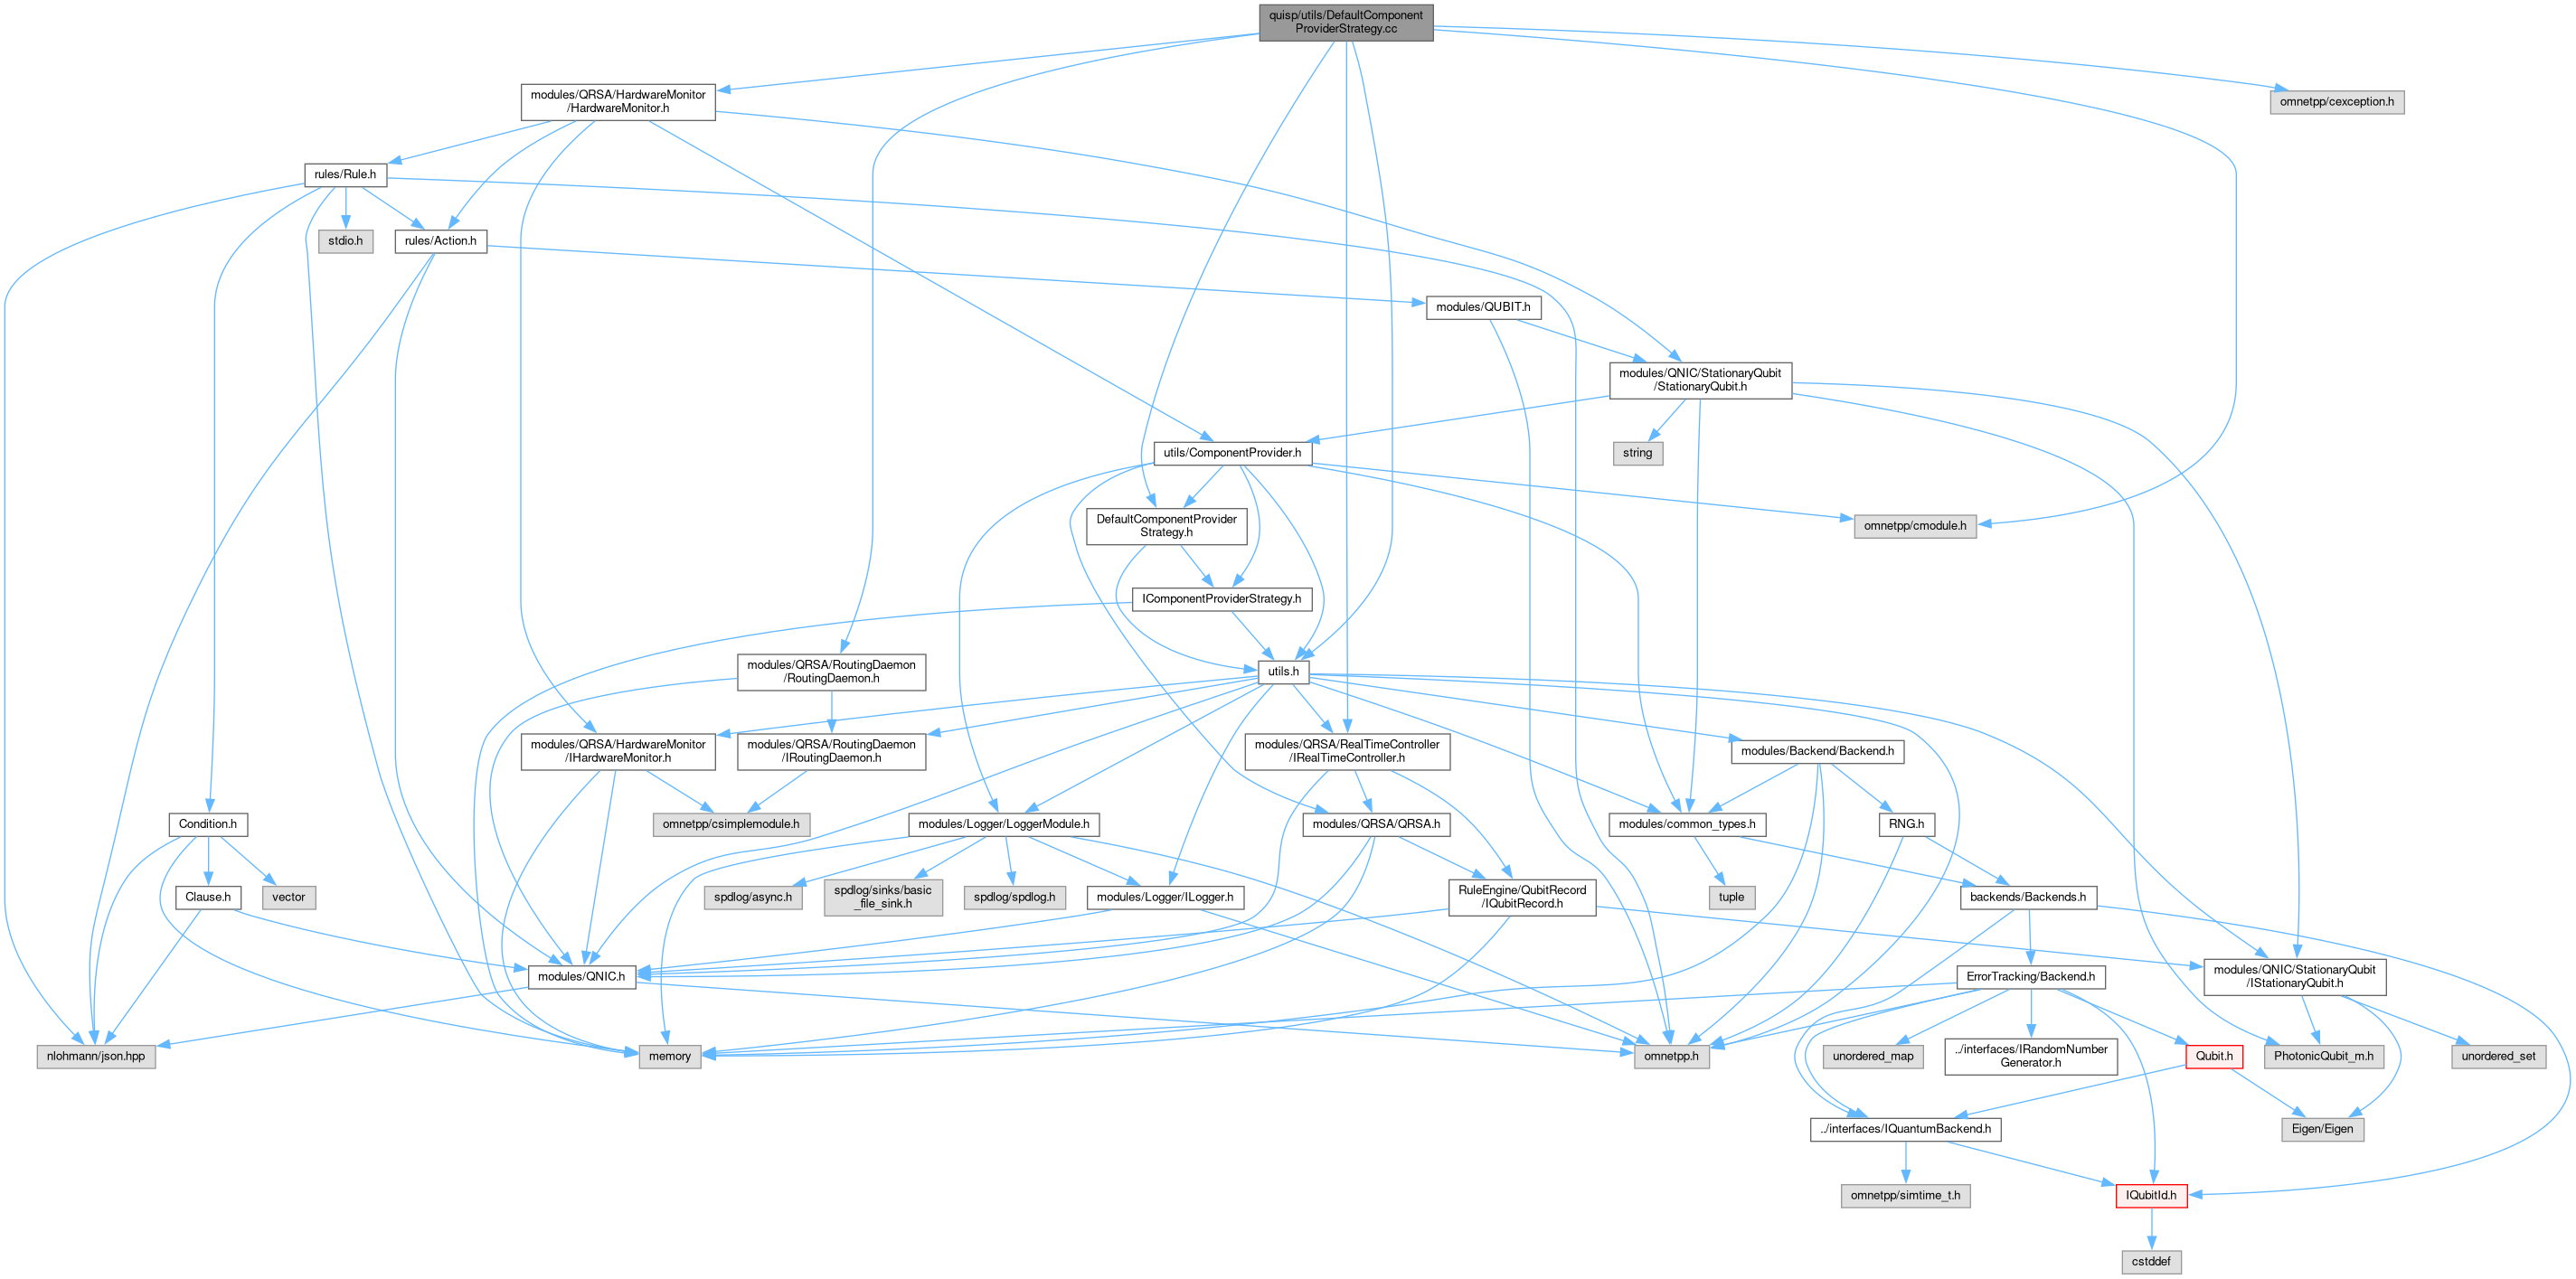 quisp/utils/DefaultComponent
ProviderStrategy.cc
modules/QRSA/HardwareMonitor
/HardwareMonitor.h
omnetpp/cexception.h
rules/Rule.h
stdio.h
rules/Action.h
modules/QUBIT.h
modules/QNIC/StationaryQubit
/StationaryQubit.h
utils/ComponentProvider.h
string
DefaultComponentProvider
Strategy.h
omnetpp/cmodule.h
IComponentProviderStrategy.h
modules/QRSA/RoutingDaemon
/RoutingDaemon.h
utils.h
modules/QRSA/HardwareMonitor
/IHardwareMonitor.h
modules/QRSA/RoutingDaemon
/IRoutingDaemon.h
modules/QRSA/RealTimeController
/IRealTimeController.h
modules/Backend/Backend.h
Condition.h
omnetpp/csimplemodule.h
modules/Logger/LoggerModule.h
modules/QRSA/QRSA.h
modules/common_types.h
RNG.h
Clause.h
vector
spdlog/async.h
spdlog/sinks/basic
_file_sink.h
spdlog/spdlog.h
modules/Logger/ILogger.h
RuleEngine/QubitRecord
/IQubitRecord.h
tuple
backends/Backends.h
modules/QNIC.h
ErrorTracking/Backend.h
modules/QNIC/StationaryQubit
/IStationaryQubit.h
nlohmann/json.hpp
memory
omnetpp.h
unordered_map
../interfaces/IRandomNumber
Generator.h
Qubit.h
PhotonicQubit_m.h
unordered_set
../interfaces/IQuantumBackend.h
Eigen/Eigen
omnetpp/simtime_t.h
IQubitId.h
cstddef